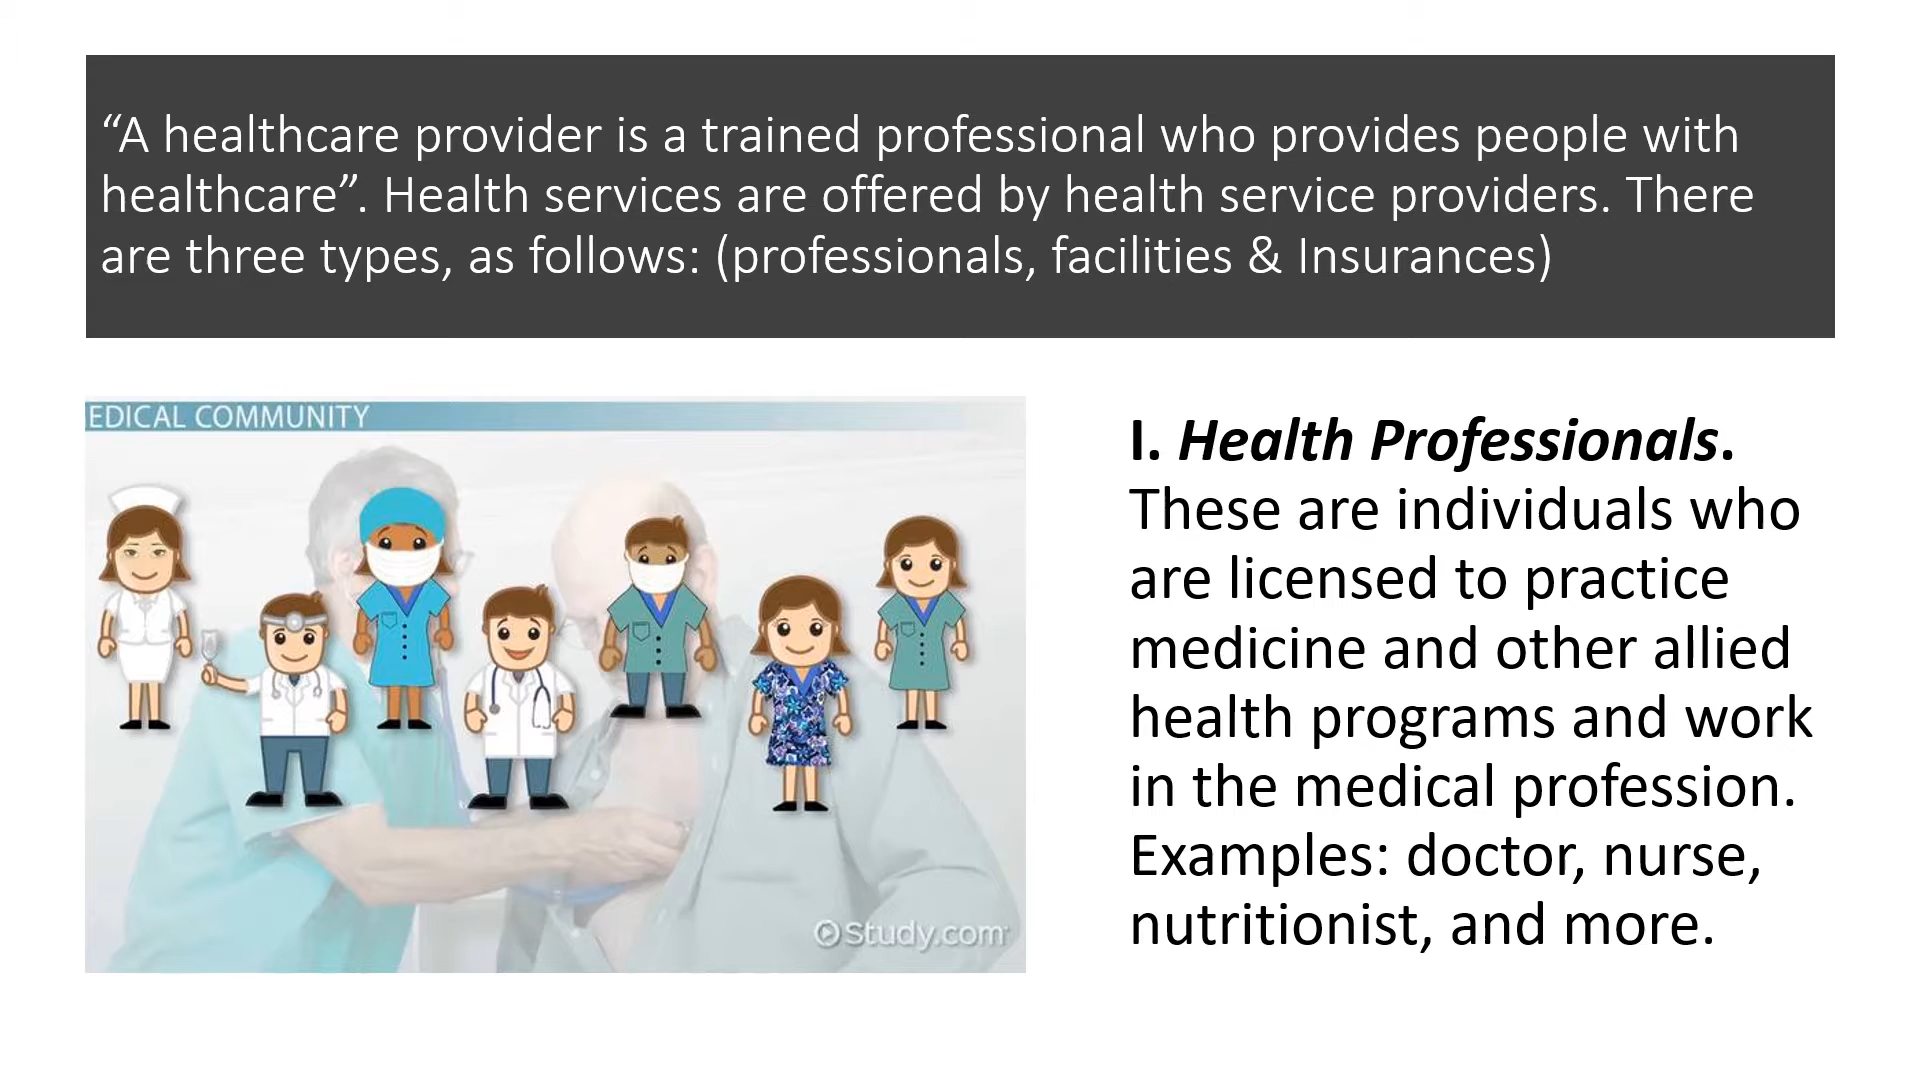 “A healthcare provider is a trained professional who provides people with
healthcare”. Health services are offered by health service providers. There
are three types, as follows: (professionals, facilities & Insurances)
EDICAL COMMUNITY
Study.com
I. Health Professionals.
These are individuals who
are licensed to practice
medicine and other allied
health programs and work
in the medical profession.
Examples: doctor, nurse,
nutritionist, and more.